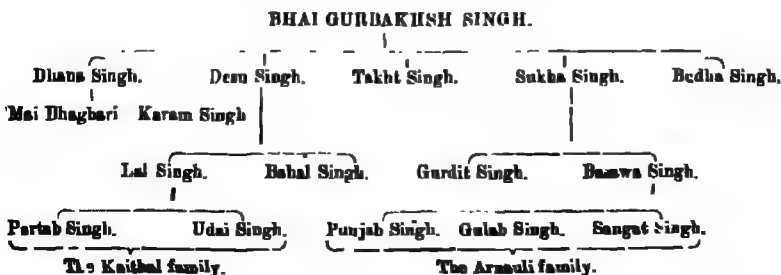 BHAI GURBAKHSH SINGH.
Dhana Singh. Desu Singh. Takht Singh. Sukha Singh. Budha Singh.
Mai Dhagbari Karam Singh
Lal Singh. Bahal Singh. Gurdit Singh. Basawa Singh.
Partab Singh. Udai Singh. Punjab Singh. Gulab Singh. Sangat Singh.
The Kaithal family. The Arnauli family.